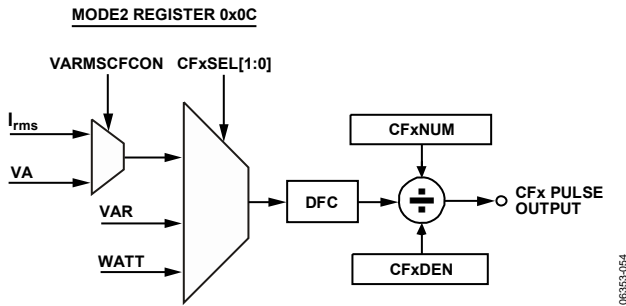 MODE2 REGISTER 0x0C
VARMSCFCON CFxSEL[1:0]
Irms
VA
VAR
WATT
DFC
CFxNUM
÷
CFxDEN
CFx PULSE
OUTPUT
06353-054